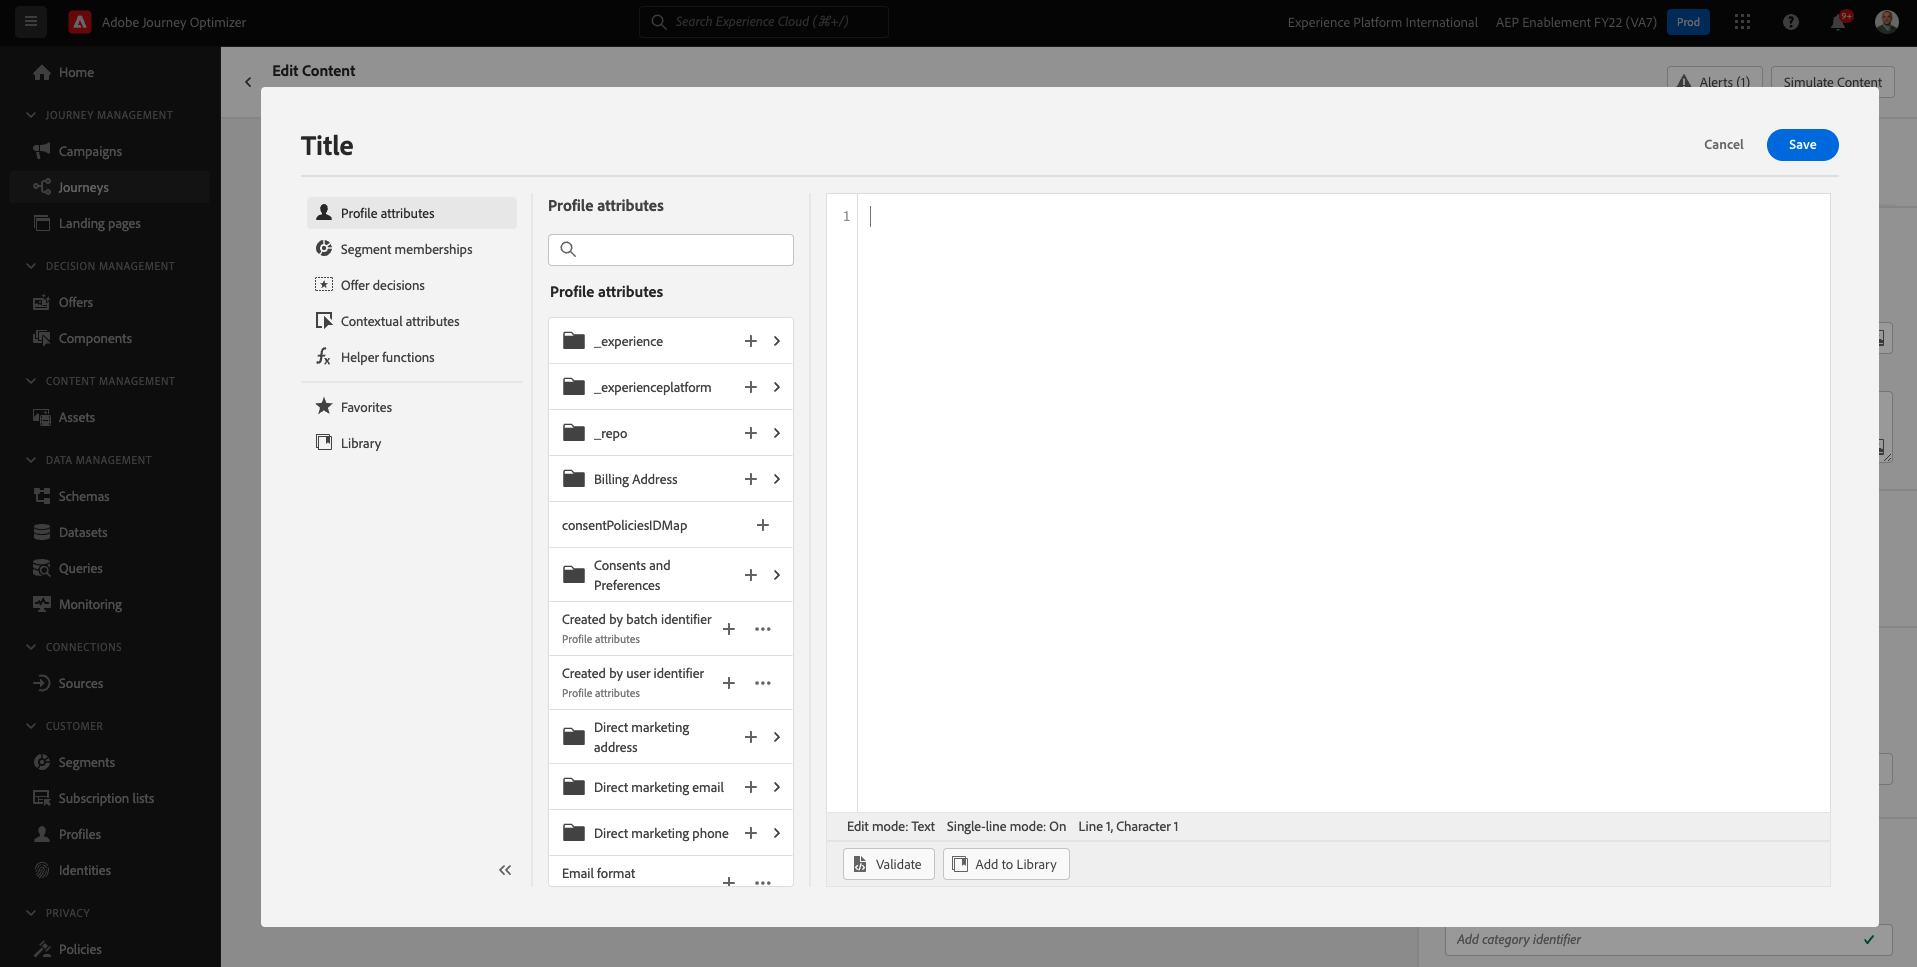 Adobe Journey Optimizer
Search Experience Cloud (⌘+/)
Experience Platform International
AEP Enablement FY22 (VA7)
Prod
9+
Home
JOURNEY MANAGEMENT
Campaigns
Journeys
Landing pages
DECISION MANAGEMENT
Offers
Components
CONTENT MANAGEMENT
Assets
DATA MANAGEMENT
Schemas
Datasets
Queries
Monitoring
CONNECTIONS
Sources
CUSTOMER
Segments
Subscription lists
Profiles
Identities
PRIVACY
Policies
Edit Content
Alerts (1)
Simulate Content
Title
Cancel
Save
Profile attributes
Segment memberships
Offer decisions
Contextual attributes
Helper functions
Favorites
Library
Profile attributes
Profile attributes
_experience
_experienceplatform
_repo
Billing Address
consentPoliciesIDMap
Consents and
Preferences
Created by batch identifier
Profile attributes
Created by user identifier
Profile attributes
Direct marketing
address
Direct marketing email
Direct marketing phone
Email format
1
Edit mode: Text
Single-line mode: On
Line 1, Character 1
Validate
Add to Library
Add category identifier